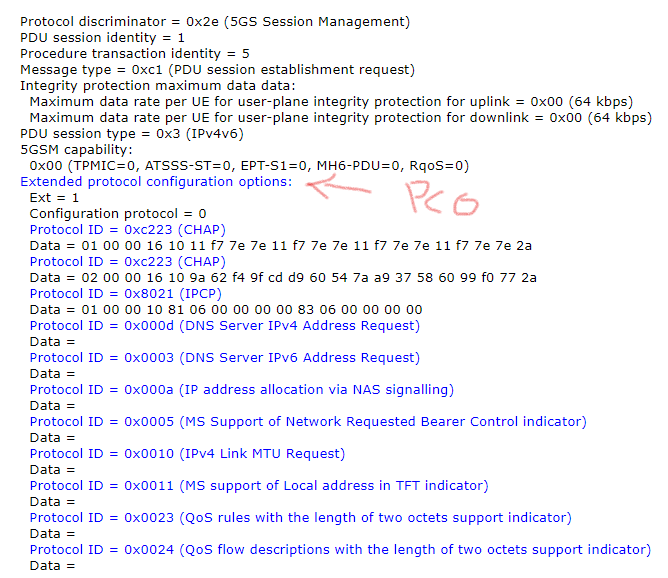 Protocol discriminator = 0x2e (5GS Session Management)
PDU session identity = 1
Procedure transaction identity = 5
Message type = 0xc1 (PDU session establishment request)
Integrity protection maximum data data:
Maximum data rate per UE for user-plane integrity protection for uplink = 0x00 (64 kbps)
Maximum data rate per UE for user-plane integrity protection for downlink = 0x00 (64 kbps)
PDU session type = 0x3 (IPv4v6)
5GSM capability:
0x00 (TPMIC=0, ATSSS-ST=0, EPT-S1=0, MH6-PDU=0, RqoS=0)
Extended protocol configuration options: PCO
Ext = 1
Configuration protocol = 0
Protocol ID = 0xc223 (CHAP)
Data = 01 00 00 16 10 11 f7 7e 7e 11 f7 7e 7e 11 f7 7e 7e 11 f7 7e 7e 2a
Protocol ID = 0xc223 (CHAP)
Data = 02 00 00 16 10 9a 62 f4 9f cd d9 60 54 7a a9 37 58 60 99 f0 77 2a
Protocol ID = 0x8021 (IPCP)
Data = 01 00 00 10 81 06 00 00 00 00 83 06 00 00 00 00
Protocol ID = 0x000d (DNS Server IPv4 Address Request)
Data =
Protocol ID = 0x0003 (DNS Server IPv6 Address Request)
Data =
Protocol ID = 0x000a (IP address allocation via NAS signalling)
Data =
Protocol ID = 0x0005 (MS Support of Network Requested Bearer Control indicator)
Data =
Protocol ID = 0x0010 (IPv4 Link MTU Request)
Data =
Protocol ID = 0x0011 (MS support of Local address in TFT indicator)
Data =
Protocol ID = 0x0023 (QoS rules with the length of two octets support indicator)
Data =
Protocol ID = 0x0024 (QoS flow descriptions with the length of two octets support indicator)
Data =